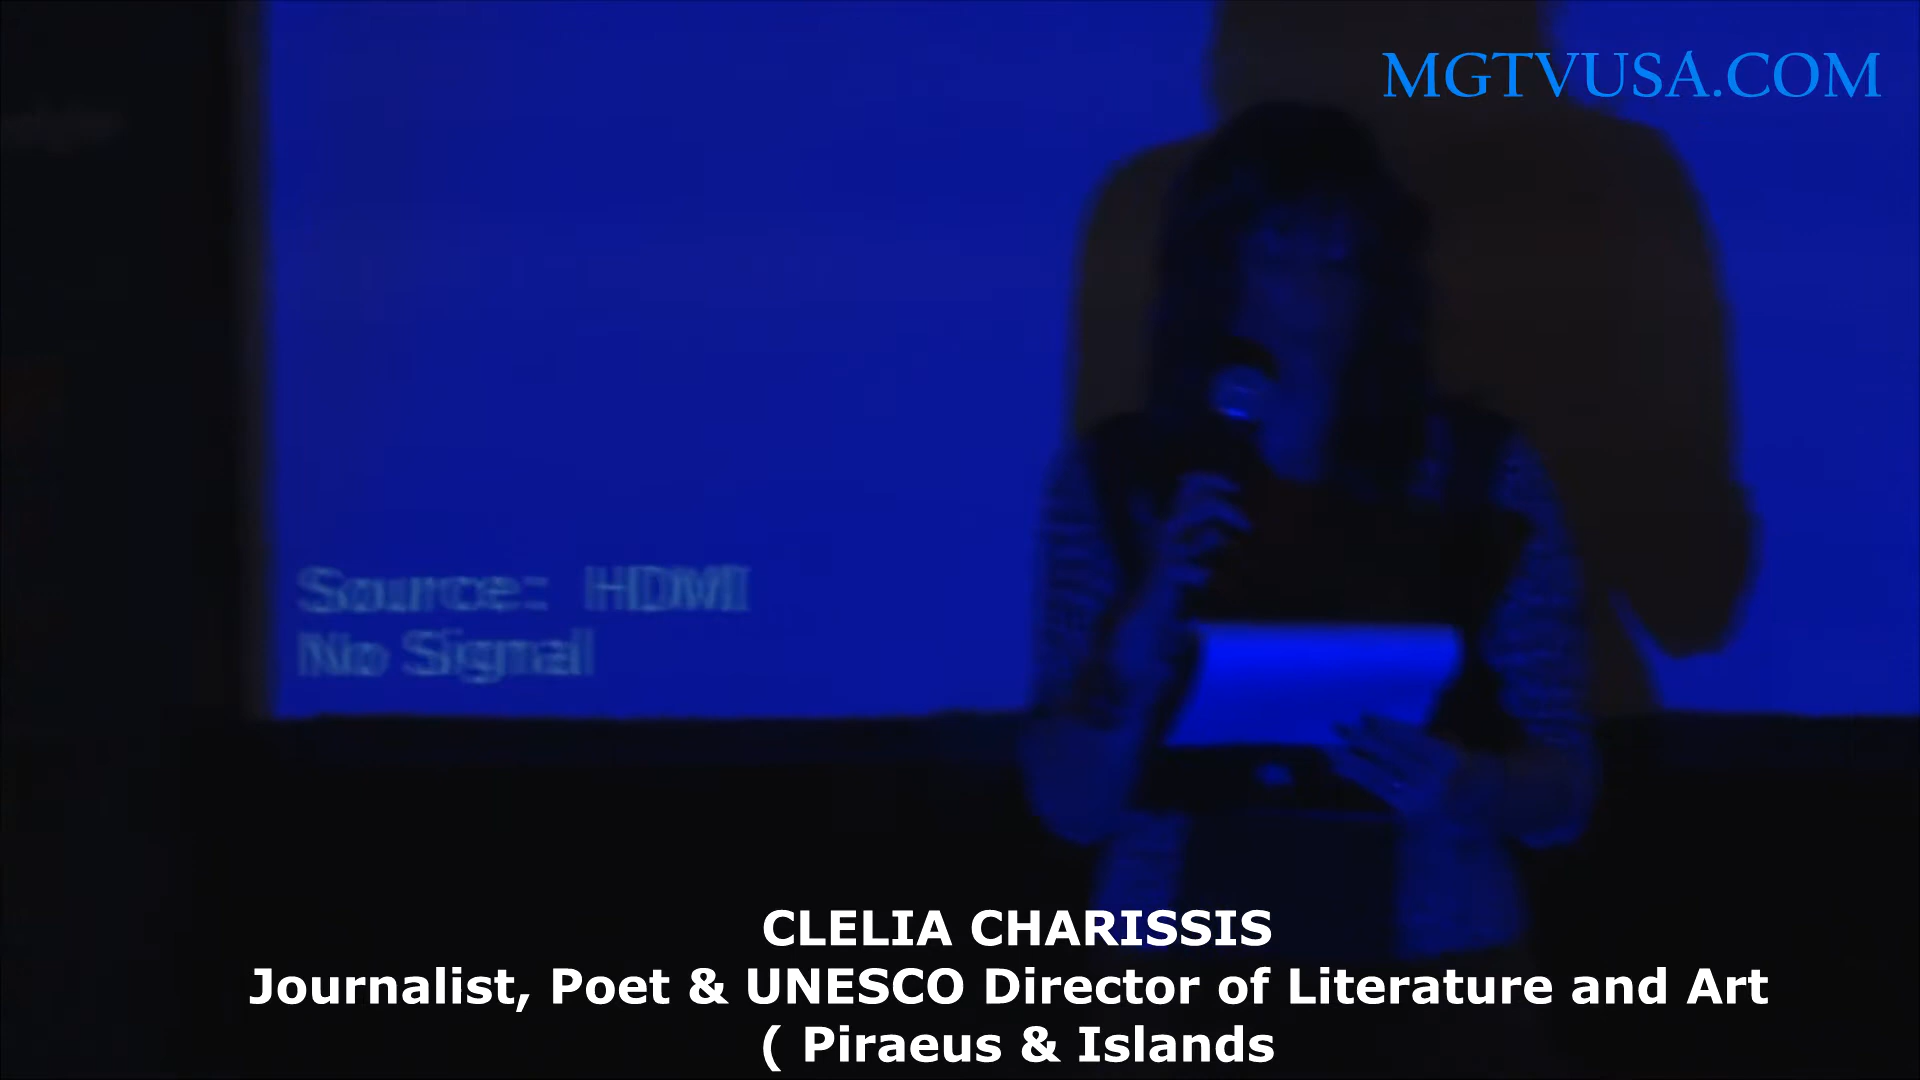 MGTVUSA.COM
Source: HDMI
No Signal
CLELIA CHARISSIS
Journalist, Poet & UNESCO Director of Literature and Art
( Piraeus & Islands